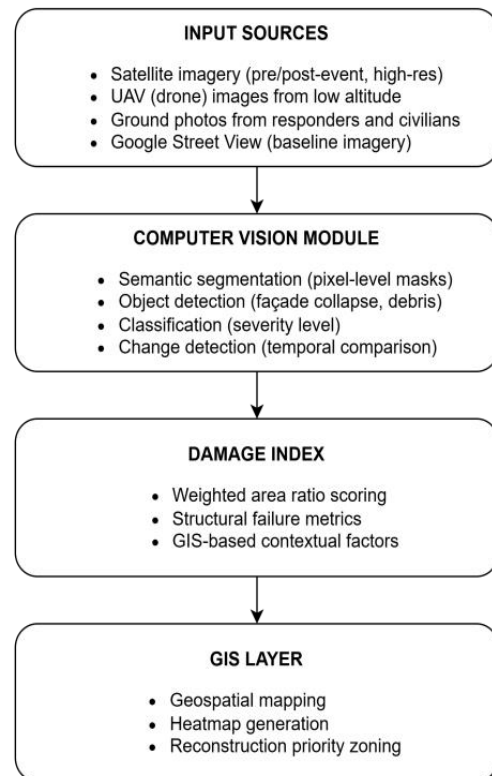 INPUT SOURCES
• Satellite imagery (pre/post-event, high-res)
• UAV (drone) images from low altitude
• Ground photos from responders and civilians
• Google Street View (baseline imagery)
COMPUTER VISION MODULE
• Semantic segmentation (pixel-level masks)
• Object detection (façade collapse, debris)
• Classification (severity level)
• Change detection (temporal comparison)
DAMAGE INDEX
• Weighted area ratio scoring
• Structural failure metrics
• GIS-based contextual factors
GIS LAYER
• Geospatial mapping
• Heatmap generation
• Reconstruction priority zoning